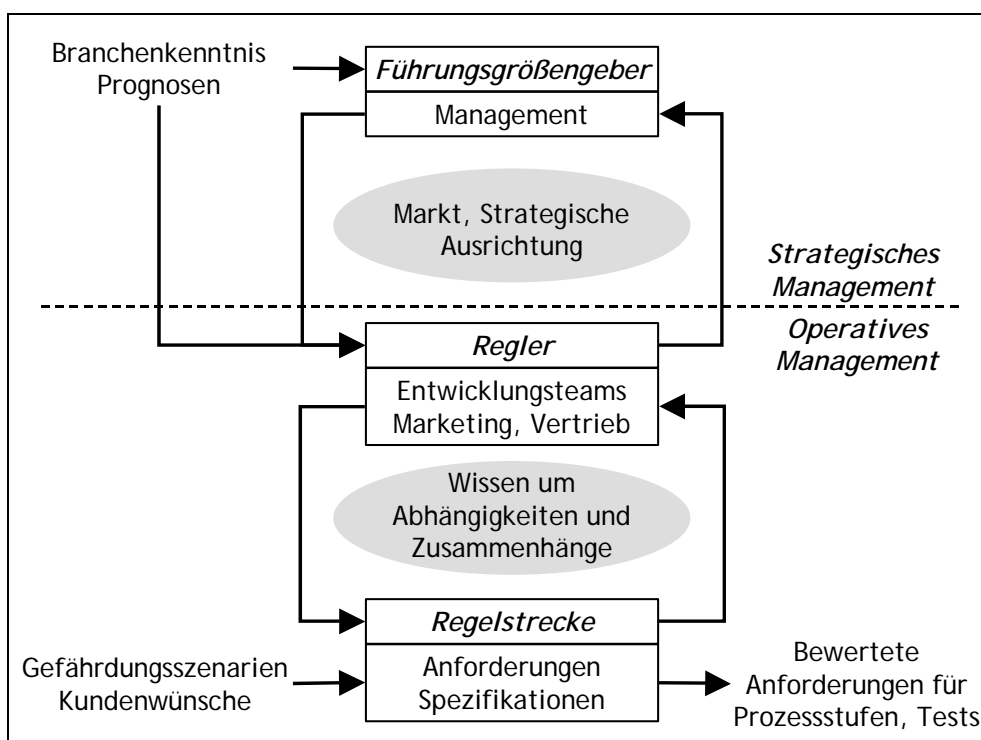 Branchenkenntnis
Prognosen
Führungsgrößengeber
Management
Markt, Strategische
Ausrichtung
Strategisches
Management
Operatives
Management
Regler
Entwicklungsteams
Marketing, Vertrieb
Wissen um
Abhängigkeiten und
Zusammenhänge
Regelstrecke
Anforderungen
Spezifikationen
Gefährdungsszenarien
Kundenwünsche
Bewertete
Anforderungen für
Prozessstufen, Tests